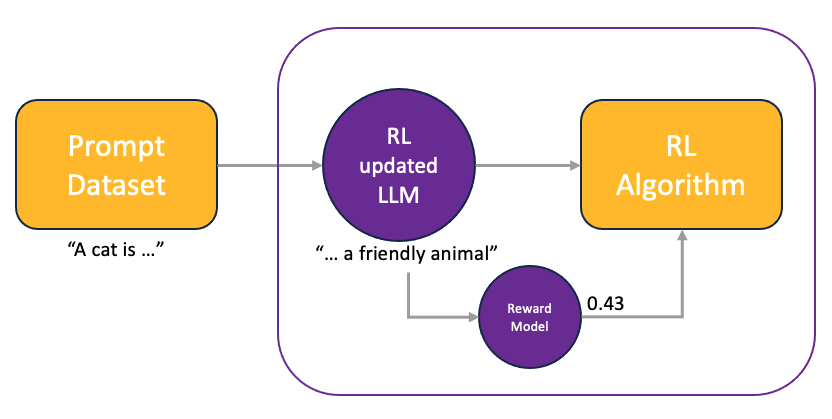 Prompt
Dataset
“A cat is ...”
RL
updated
LLM
“... a friendly animal”
RL
Algorithm
Reward
Model
0.43